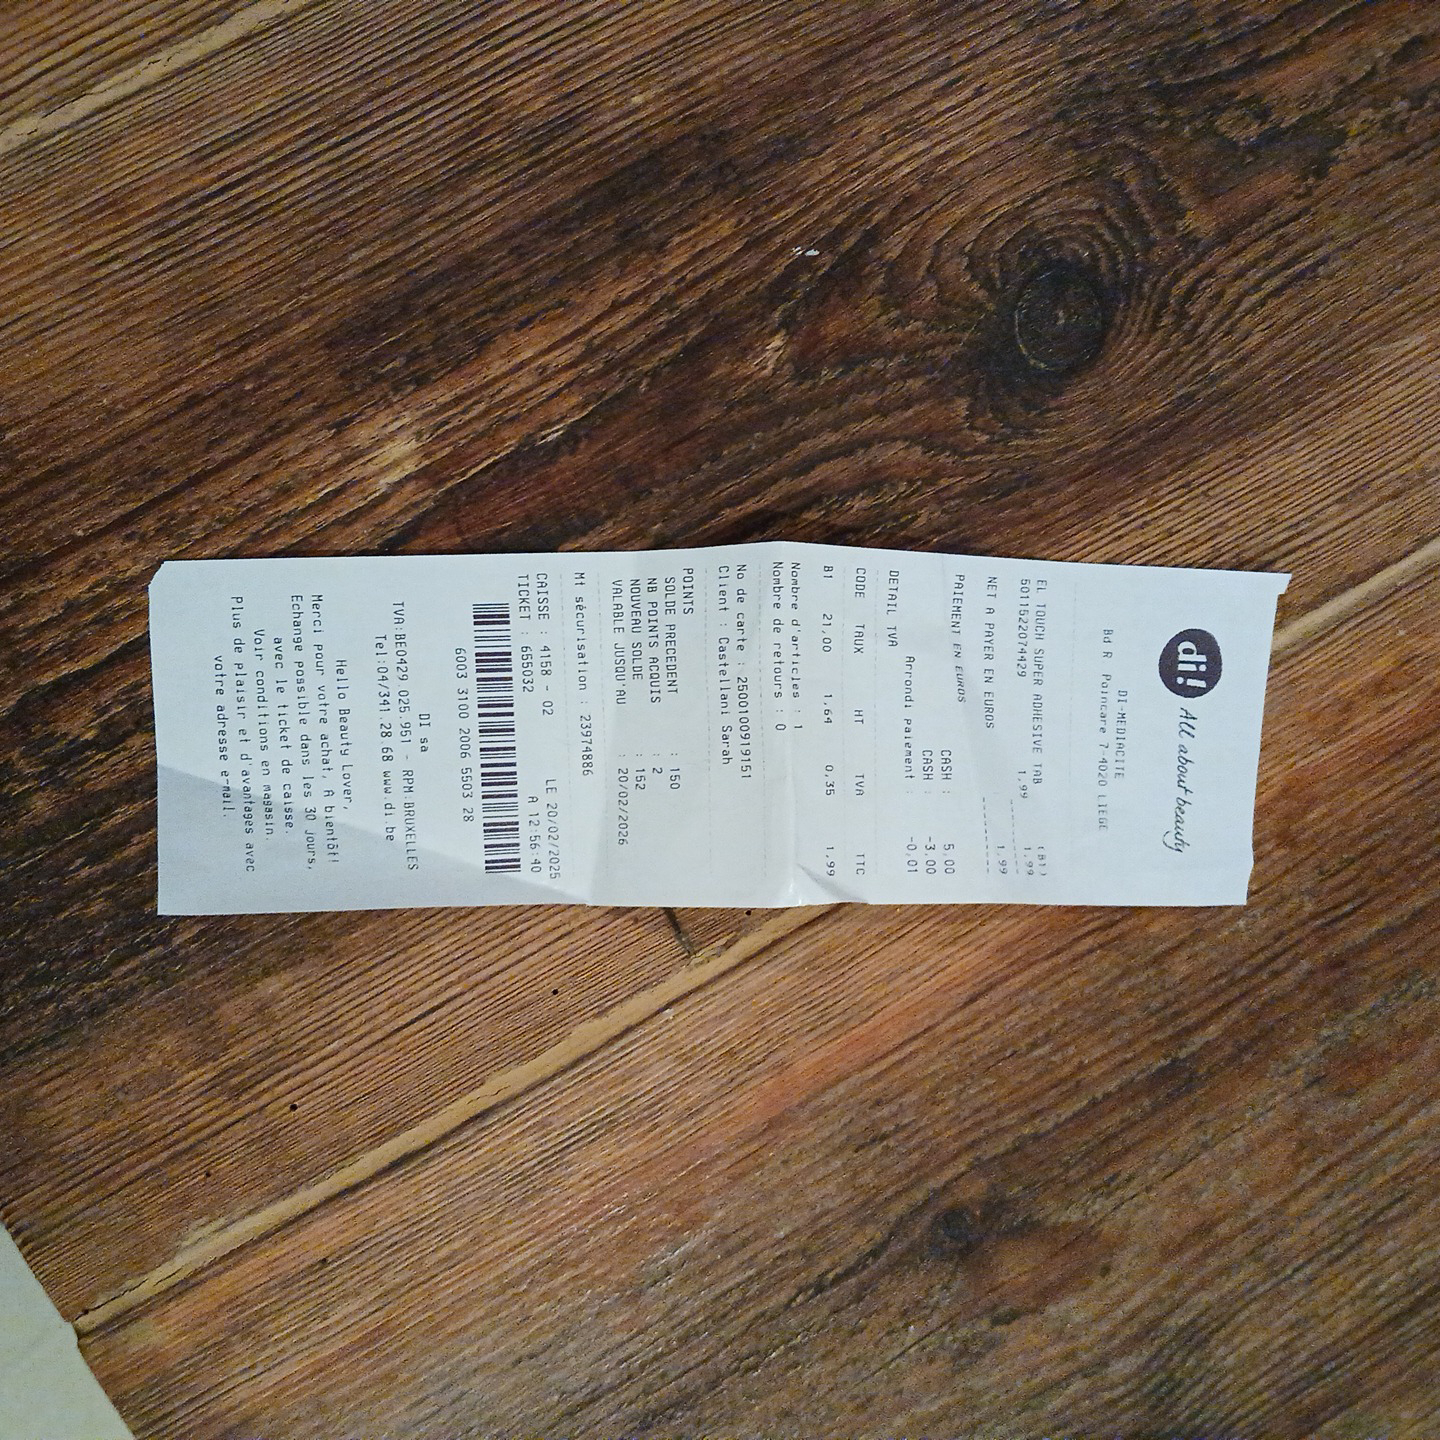 di! All about beauty
DI-MEDIACITE
Bd R Poincare 7-4020 LIEGE
(B1)
EL TOUCH SUPER ADHESIVE TAB 1.99
5011522074429 1.99
NET A PAYER EN EUROS 1,99
PAIEMENT EN EUROS
CASH : 5,00
CASH : -3,00
Arrondi paiement : -0,01
DETAIL TVA
CODE TAUX HT TVA TTC
B1 21,00 1,64 0,35 1,99
Nombre d'articles : 1
Nombre de retours : 0
No de carte : 2500100919151
Client : Castellani Sarah
POINTS
SOLDE PRECEDENT : 150
NB POINTS ACQUIS : 2
NOUVEAU SOLDE : 152
VALABLE JUSQU'AU : 20/02/2026
Mt sécurisation : 23974886
CAISSE : 4158 - 02 LE 20/02/2025
TICKET : 655032 A 12:56:40
6003 3100 2006 5503 28
DI sa
TVA:BE0429.025.951 - RPM BRUXELLES
Tel:04/341.28 68 www di be
Hello Beauty Lover,
Merci pour votre achat, A bientôt!
Echange possible dans les 30 jours,
avec le ticket de caisse.
Voir conditions en magasin.
Plus de plaisir et d'avantages avec
votre adresse e-mail.